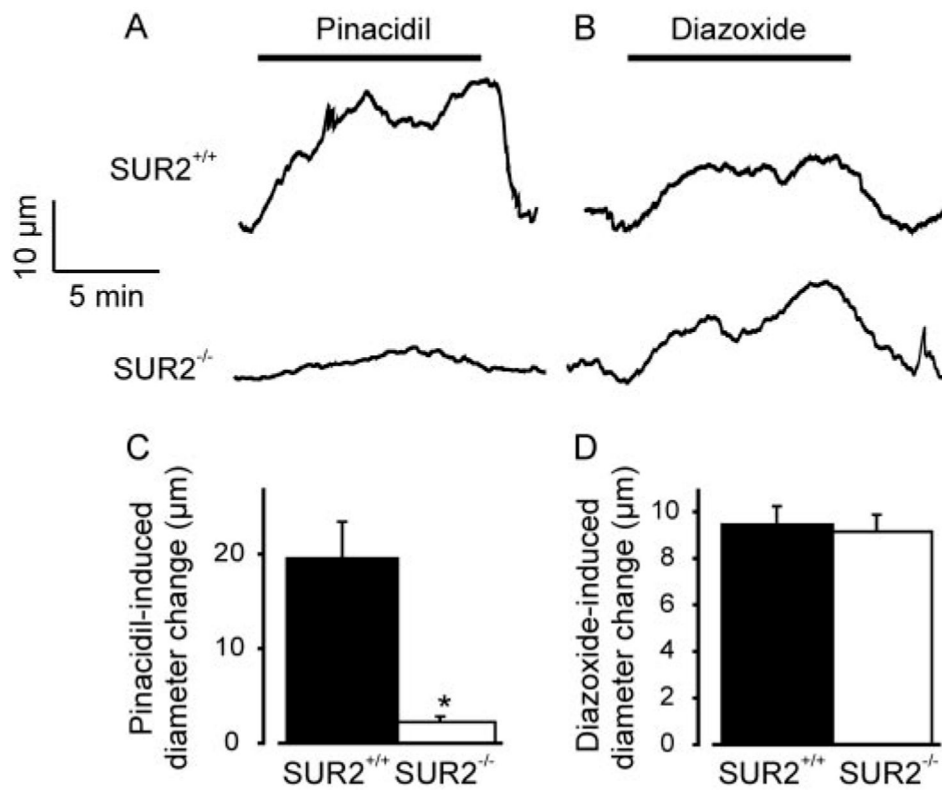 A
Pinacidil
B
Diazoxide
SUR2+/+
10 µm
5 min
SUR2-/-
C
Pinacidil-induced
diameter change (µm)
20
10
0
*
SUR2+/+ SUR2-/-
D
Diazoxide-induced
diameter change (µm)
10
8
6
4
2
0
SUR2+/+ SUR2-/-